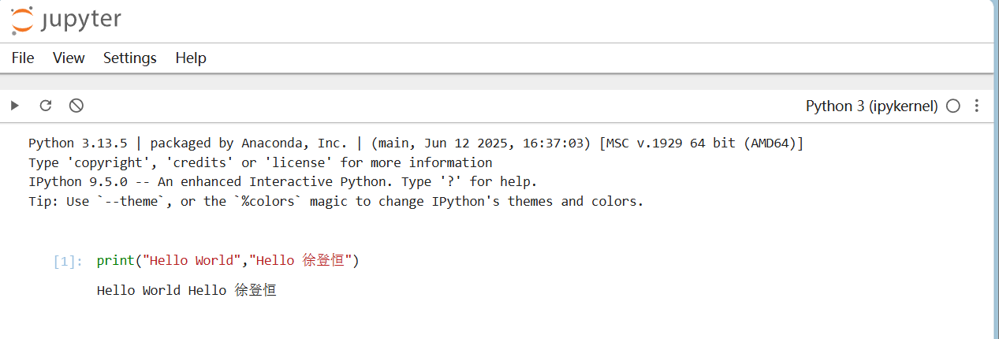 jupyter
File View Settings Help
Python 3 (ipykernel)
Python 3.13.5 | packaged by Anaconda, Inc. | (main, Jun 12 2025, 16:37:03) [MSC v.1929 64 bit (AMD64)]
Type 'copyright', 'credits' or 'license' for more information
IPython 9.5.0 -- An enhanced Interactive Python. Type '?' for help.
Tip: Use `--theme`, or the `%colors` magic to change IPython's themes and colors.
[1]: print("Hello World","Hello 徐登恒")
Hello World Hello 徐登恒